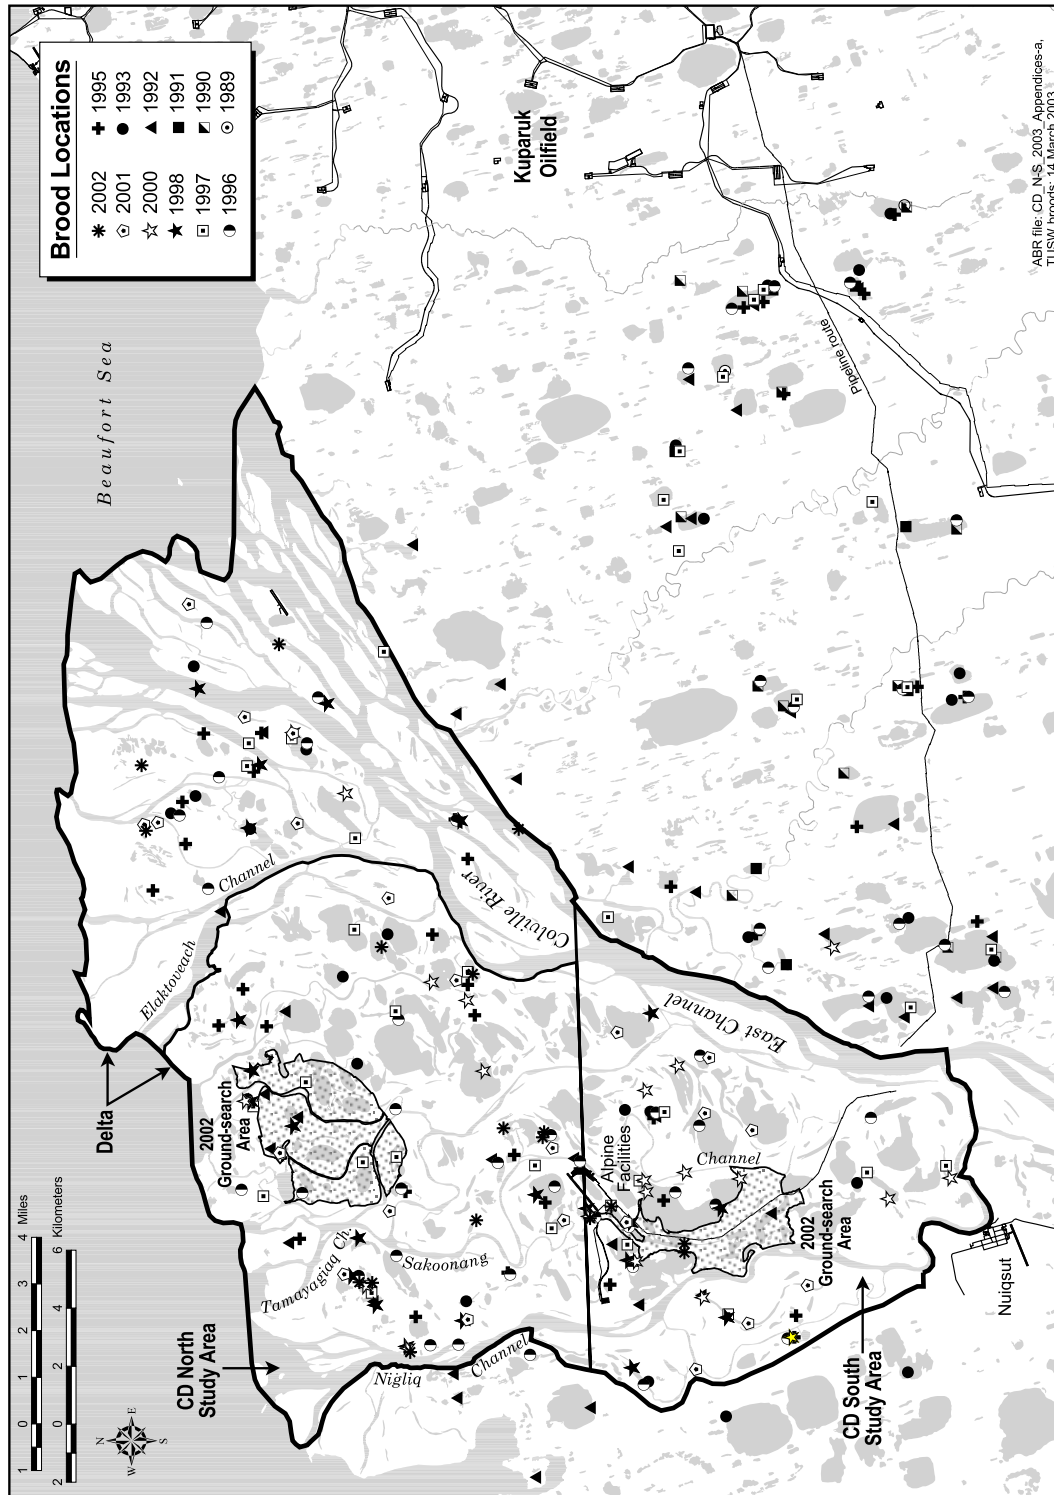 Brood Locations
2002
2001
2000
1998
1997
1996
1995
1993
1992
1991
1990
1989
Beaufort Sea
Kuparuk
Oilfield
Pipeline route
ABR file: CD_N-S_2003_Appendices-a,
TUSW_broods; 14 March 2003
Elaktoveach
Channel
Colville River
East Channel
Delta
2002
Ground-search
Area
Alpine
Facilities
Channel
Sakoonang
Tamayagiaq Ch.
2002
Ground-search
Area
Nigliq
Channel
CD North
Study Area
CD South
Study Area
Nuiqsut
1 0 1 2 3 4 Miles
2 0 2 4 6 Kilometers
N
E
S
W